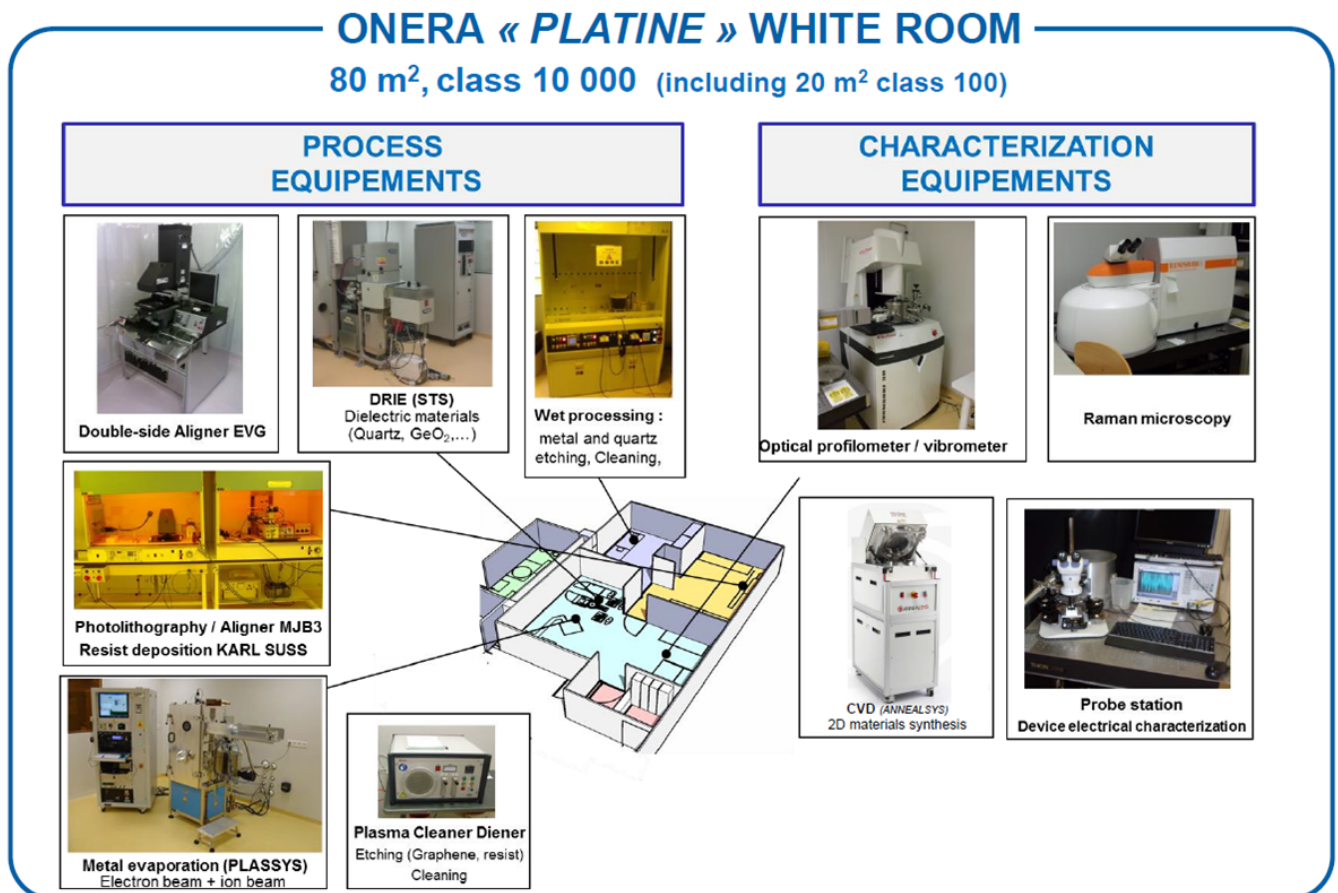 ONERA « PLATINE » WHITE ROOM
80 m², class 10 000 (including 20 m² class 100)
PROCESS
EQUIPEMENTS
CHARACTERIZATION
EQUIPEMENTS
Double-side Aligner EVG
DRIE (STS)
Dielectric materials
(Quartz, GeO₂,…)
Wet processing :
metal and quartz
etching, Cleaning,
Optical profilometer / vibrometer
RENISHAW
Raman microscopy
Photolithography / Aligner MJB3
Resist deposition KARL SUSS
CVD (ANNEALSYS)
2D materials synthesis
Probe station
Device electrical characterization
Metal evaporation (PLASSYS)
Electron beam + ion beam
Plasma Cleaner Diener
Etching (Graphene, resist)
Cleaning